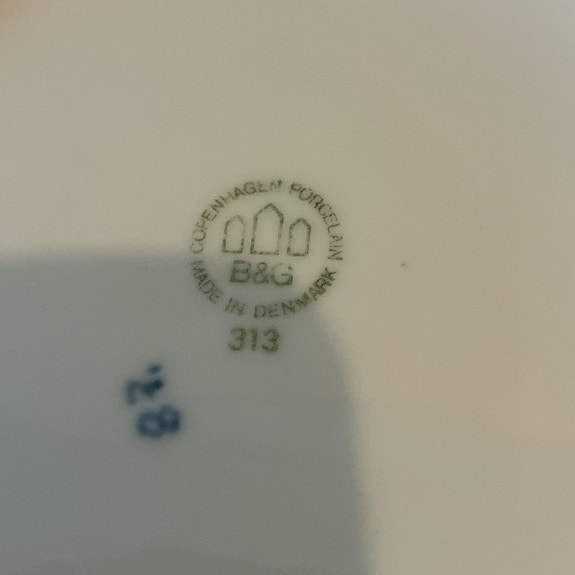 COPENHAGEN PORCELAIN
B&G
MADE IN DENMARK
313